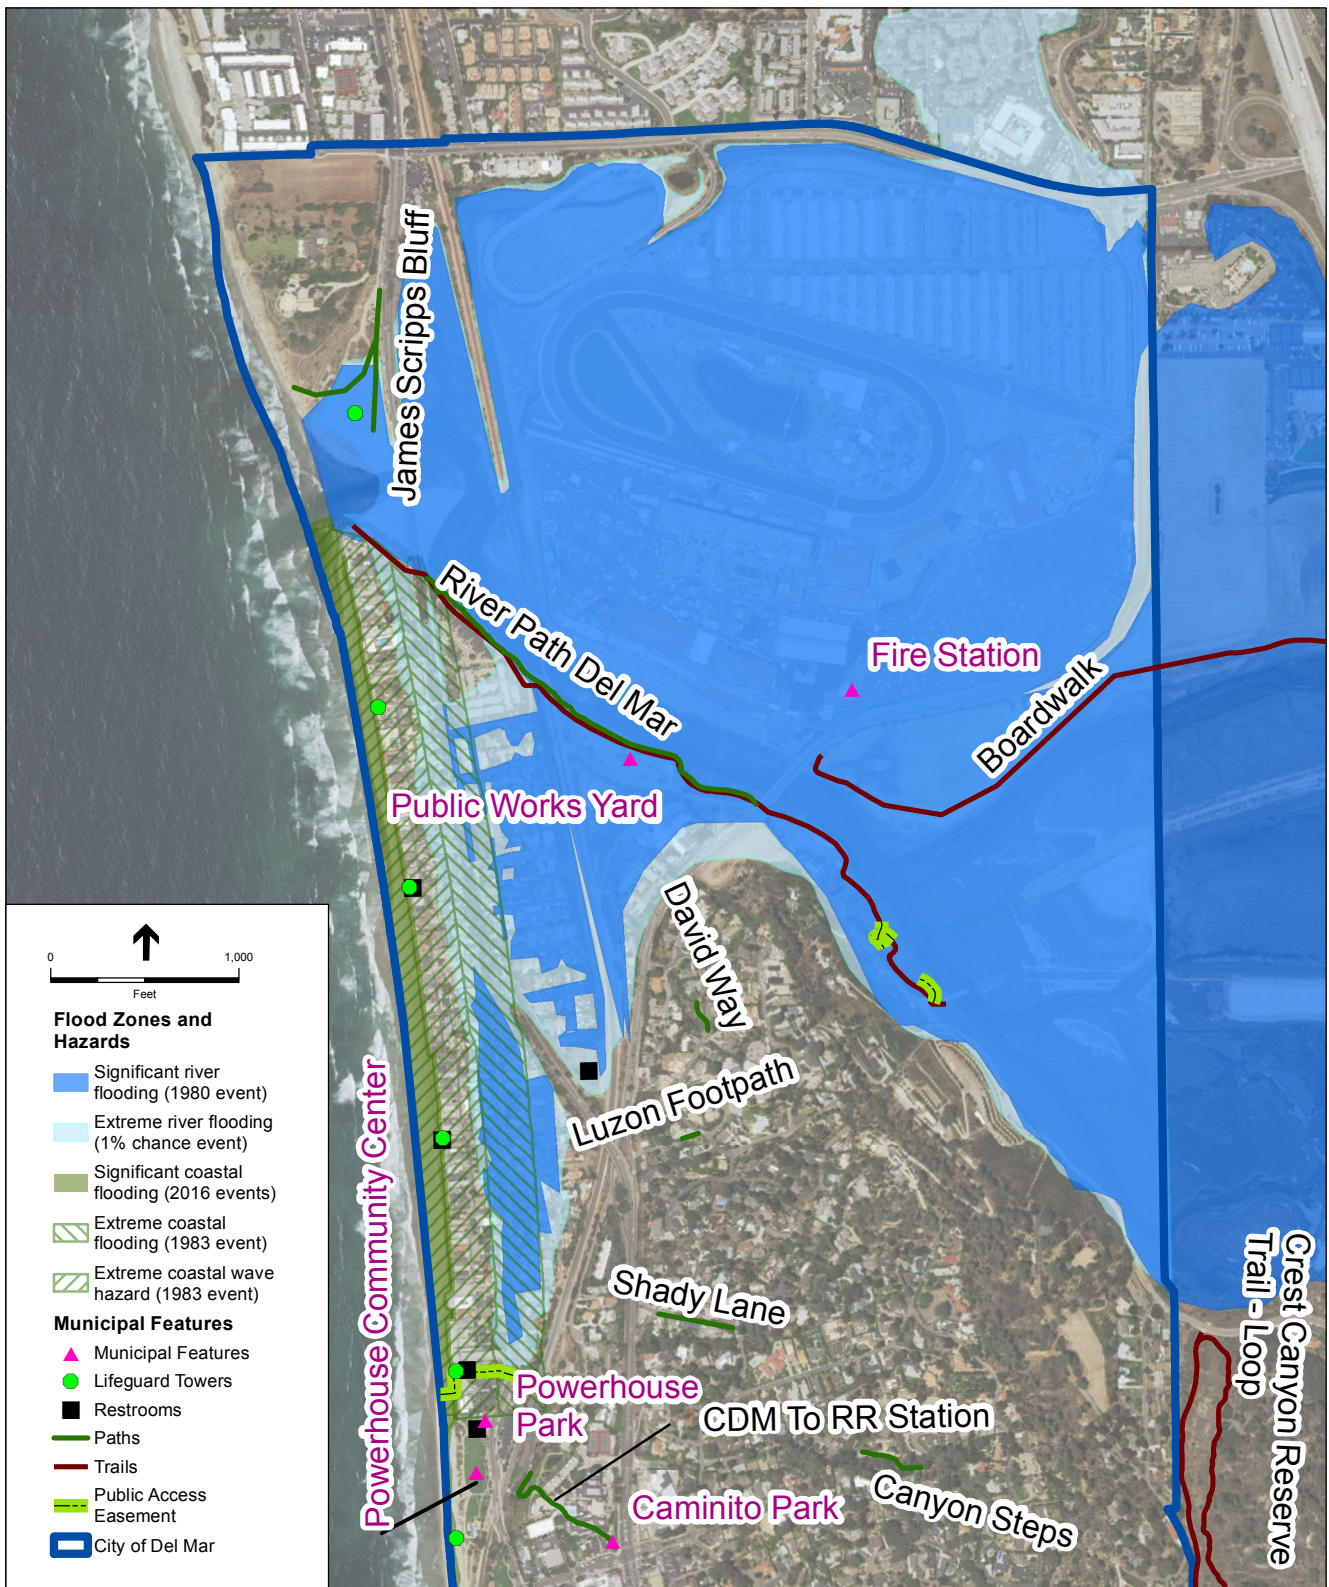 James Scripps Bluff
River Path Del Mar
Fire Station
Boardwalk
Public Works Yard
David Way
Luzon Footpath
Powerhouse Community Center
Shady Lane
Crest Canyon Reserve
Trail - Loop
Powerhouse
Park
CDM To RR Station
Caminito Park
Canyon Steps
0 1,000
Feet
Flood Zones and
Hazards
Significant river
flooding (1980 event)
Extreme river flooding
(1% chance event)
Significant coastal
flooding (2016 events)
Extreme coastal
flooding (1983 event)
Extreme coastal wave
hazard (1983 event)
Municipal Features
Municipal Features
Lifeguard Towers
Restrooms
Paths
Trails
Public Access
Easement
City of Del Mar